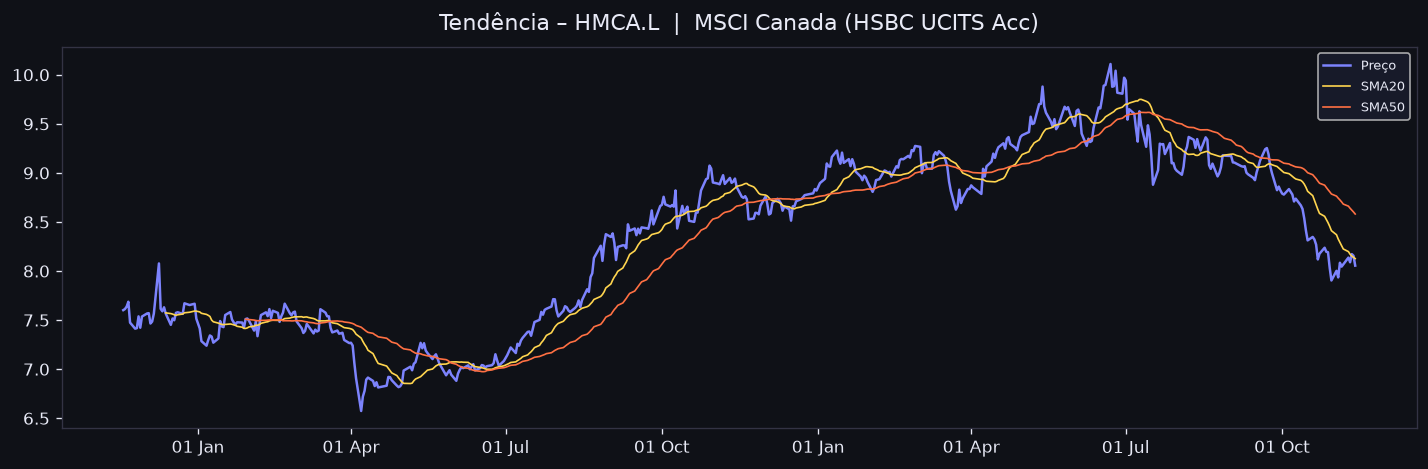 Tendência – HMCA.L | MSCI Canada (HSBC UCITS Acc)
Preço
SMA20
SMA50
10.0
9.5
9.0
8.5
8.0
7.5
7.0
6.5
01 Jan
01 Apr
01 Jul
01 Oct
01 Jan
01 Apr
01 Jul
01 Oct